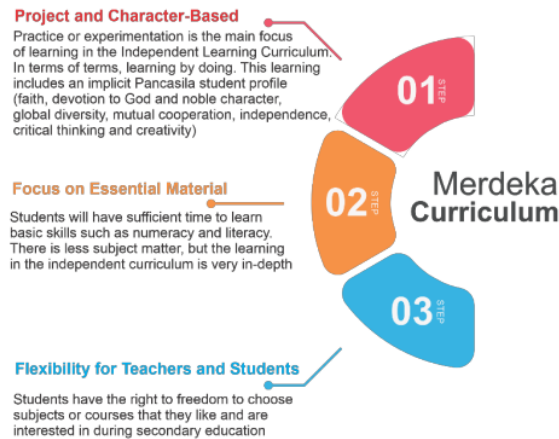 Project and Character-Based
Practice or experimentation is the main focus
of learning in the Independent Learning Curriculum.
In terms of terms, learning by doing. This learning
includes an implicit Pancasila student profile
(faith, devotion to God and noble character,
global diversity, mutual cooperation, independence,
critical thinking and creativity)
01 STEP
Focus on Essential Material
Students will have sufficient time to learn
basic skills such as numeracy and literacy.
There is less subject matter, but the learning
in the independent curriculum is very in-depth
02 STEP
Merdeka
Curriculum
03 STEP
Flexibility for Teachers and Students
Students have the right to freedom to choose
subjects or courses that they like and are
interested in during secondary education